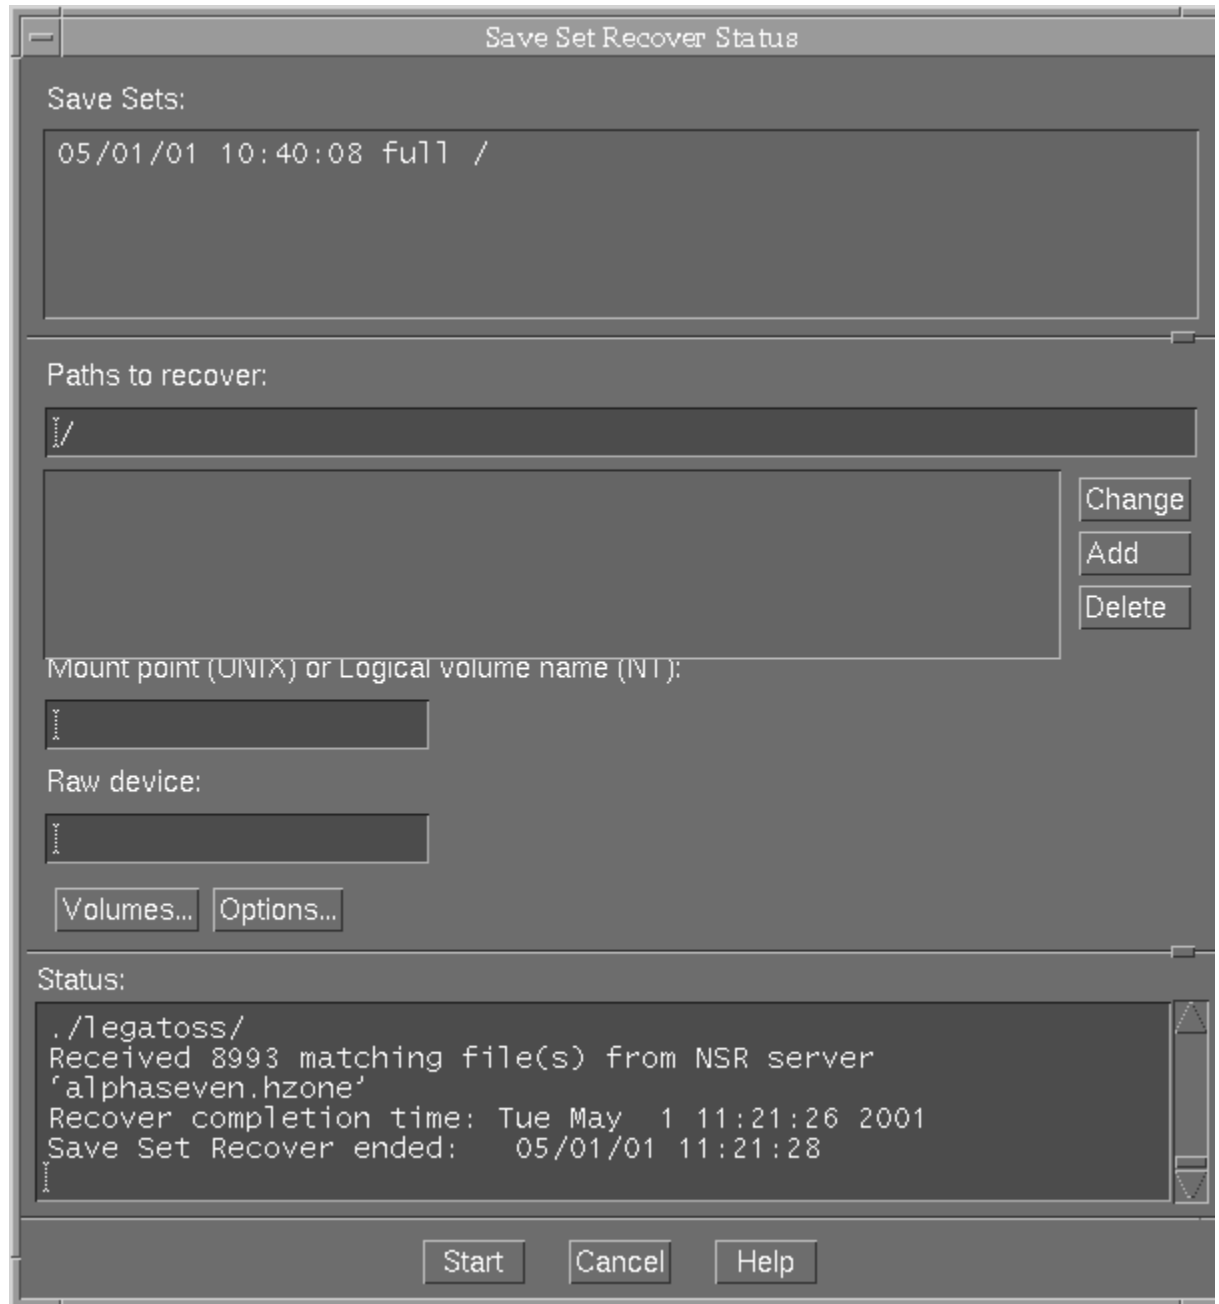 Save Set Recover Status
Save Sets:
05/01/01 10:40:08 full /
Paths to recover:
/
Change
Add
Delete
Mount point (UNIX) or Logical volume name (NT):
Raw device:
Volumes... Options...
Status:
./legatoss/
Received 8993 matching file(s) from NSR server
‘alphaseven.hzone’
Recover completion time: Tue May  1 11:21:26 2001
Save Set Recover ended:   05/01/01 11:21:28
Start Cancel Help